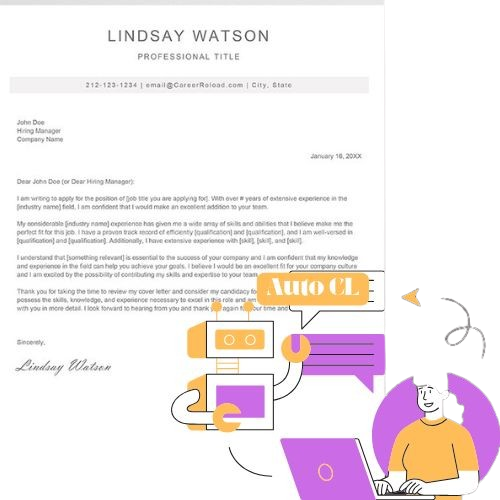 LINDSAY WATSON
PROFESSIONAL TITLE
212-123-1234 | email@CareerReload.com | City, State
John Doe
Hiring Manager
Company Name
January 16, 20XX
Dear John Doe (or Dear Hiring Manager):
I am writing to apply for the position of [job title you are applying for]. With over # years of extensive experience in the
[industry name] field, I am confident that I would make an excellent addition to your team.
My considerable [industry name] experience has given me a wide array of skills and abilities that I believe make me the
perfect fit for this job. I have a proven track record of efficiently [qualification] and [qualification], and I am well-versed in
[qualification] and [qualification]. Additionally, I have extensive experience with [skill], [skill], and [skill].
I understand that [something relevant] is essential to the success of your company and I am confident that my knowledge
and experience in the field can help you achieve your goals. I believe I would be an excellent fit for your company culture
and I am excited by the possibility of contributing my skills and expertise to your team
Thank you for taking the time to review my cover letter and consider my candidacy
possess the skills, knowledge, and experience necessary to excel in this role and
with you in more detail. I look forward to hearing from you and thank you again for your time and
Auto CL
Sincerely,
Lindsay Watson